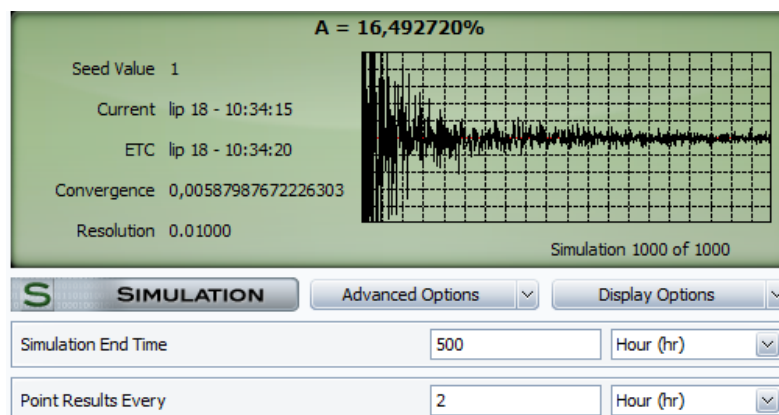 A = 16,492720%
Seed Value 1
Current lip 18 - 10:34:15
ETC lip 18 - 10:34:20
Convergence 0,00587987672226303
Resolution 0.01000
Simulation 1000 of 1000
S SIMULATION Advanced Options Display Options
Simulation End Time 500 Hour (hr)
Point Results Every 2 Hour (hr)